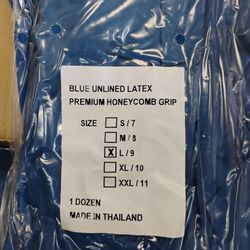 BLUE UNLINED LATEX
PREMIUM HONEYCOMB GRIP
SIZE ☐ S / 7
☐ M / 8
☒ L / 9
☐ XL / 10
☐ XXL / 11
1 DOZEN
MADE IN THAILAND